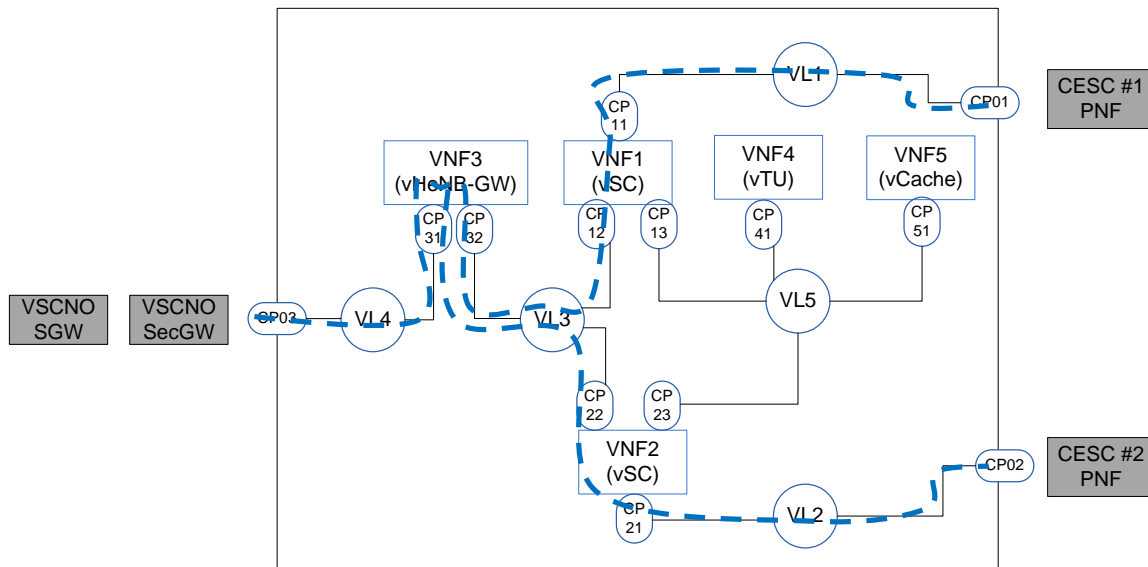 VL1
CESC #1
PNF
CP01
CP
11
VNF3
(vHeNB-GW)
VNF1
(vSC)
VNF4
(vTU)
VNF5
(vCache)
CP
31
CP
32
CP
12
CP
13
CP
41
CP
51
VSCNO
SGW
VSCNO
SecGW
CP03
VL4
VL3
VL5
CP
22
CP
23
VNF2
(vSC)
CESC #2
PNF
CP02
CP
21
VL2